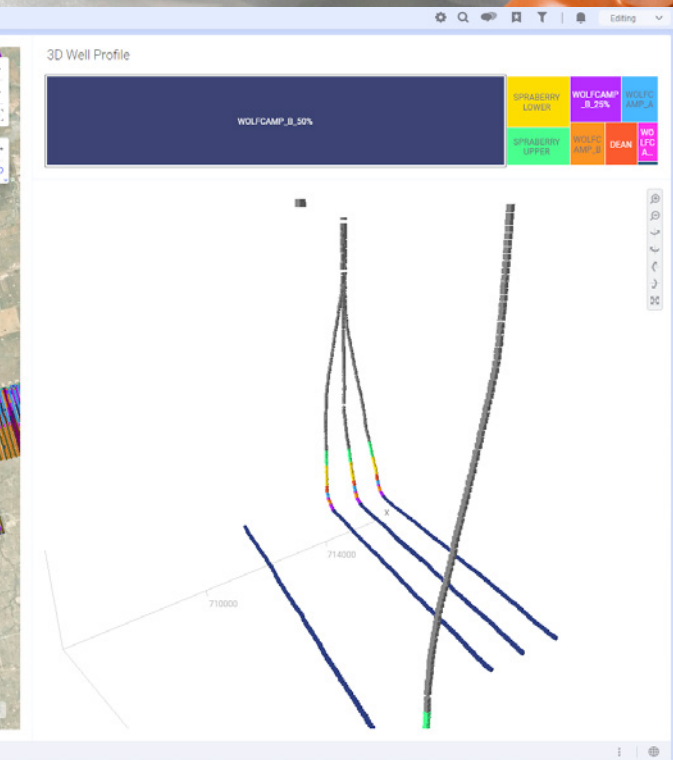 Editing
3D Well Profile
WOLFCAMP_B_50%
SPRABERRY
LOWER
WOLFCAMP
_B_25%
WOLFC
AMP_A
SPRABERRY
UPPER
WOLFC
AMP_B
DEAN
WO
LFC
A...
X
714000
710000